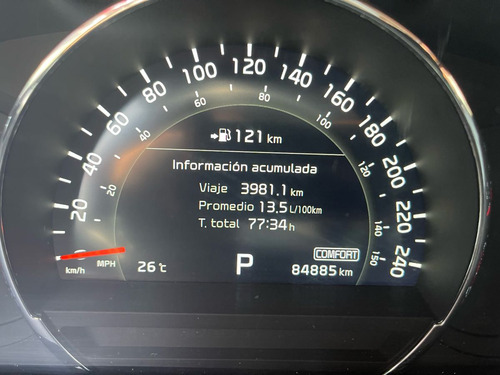 0 20 40 60 80 100 120 140 160 180 200 220 240
20 40 60 80 100 120 140 150
121 km
Información acumulada
Viaje 3981.1 km
Promedio 13.5 L/100km
T. total 77:34 h
km/h MPH
26°C P COMFORT 84885 km